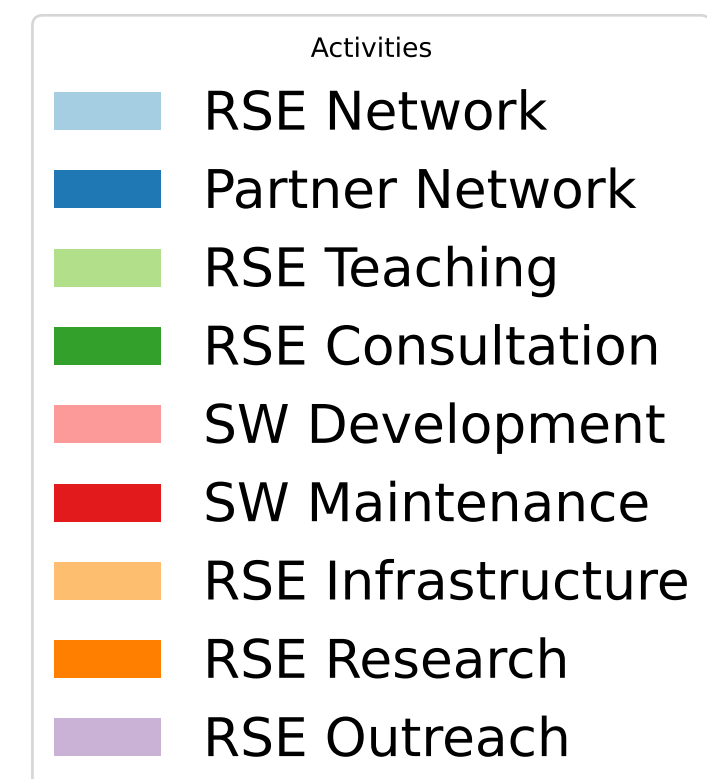 Activities
RSE Network
Partner Network
RSE Teaching
RSE Consultation
SW Development
SW Maintenance
RSE Infrastructure
RSE Research
RSE Outreach